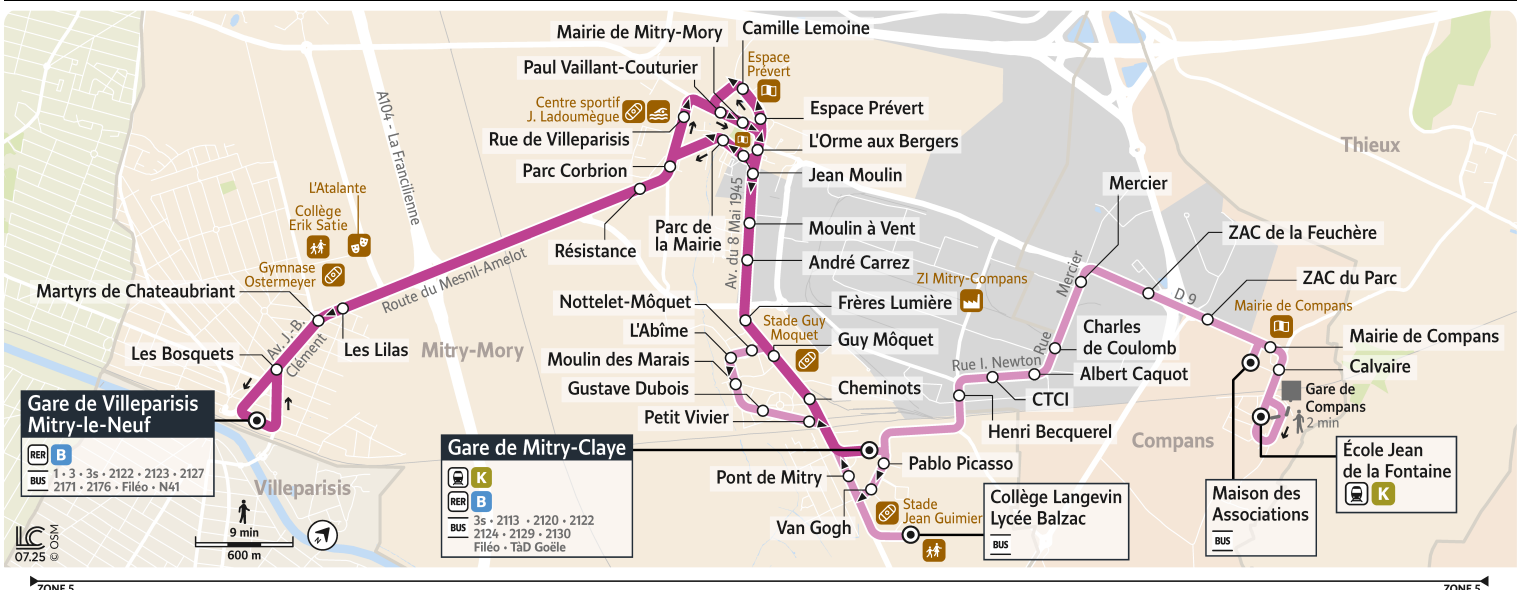 Mairie de Mitry-Mory
Camille Lemoine
Paul Vaillant-Couturier
Espace
Prévert
Centre sportif
J. Ladoumègue
Espace Prévert
Rue de Villeparisis
L'Orme aux Bergers
Parc Corbrion
Jean Moulin
Thieux
A104 - La Francilienne
L'Atalante
Collège
Erik Satie
Gymnase
Ostermeyer
Mercier
Résistance
Parc de
la Mairie
Av. du 8 Mai 1945
Moulin à Vent
André Carrez
ZAC de la Feuchère
ZAC du Parc
Route du Mesnil-Amelot
ZI Mitry-Compans
Rue Mercier
D 9
Martyrs de Chateaubriant
Nottelet-Môquet
Frères Lumière
Mairie de Compans
L'Abîme
Stade Guy
Moquet
Guy Môquet
Charles
de Coulomb
Mairie de Compans
Av. J.-B.
Clément
Les Bosquets
Les Lilas
Mitry-Mory
Moulin des Marais
Rue I. Newton
Albert Caquot
Calvaire
Gustave Dubois
Cheminots
CTCI
Gare de
Compans
2 min
Petit Vivier
Henri Becquerel
Compans
Gare de Villeparisis
Mitry-le-Neuf
RER B
BUS
1 • 3 • 3s • 2122 • 2123 • 2127
2171 • 2176 • Filéo • N41
Villeparisis
Gare de Mitry-Claye
K
RER B
BUS
3s • 2113 • 2120 • 2122
2124 • 2129 • 2130
Filéo • TàD Goële
Pont de Mitry
Pablo Picasso
Van Gogh
Stade
Jean Guimier
Collège Langevin
Lycée Balzac
BUS
Maison des
Associations
BUS
École Jean
de la Fontaine
K
LC
07.25
© OSM
9 min
600 m
ZONE 5
ZONE 5